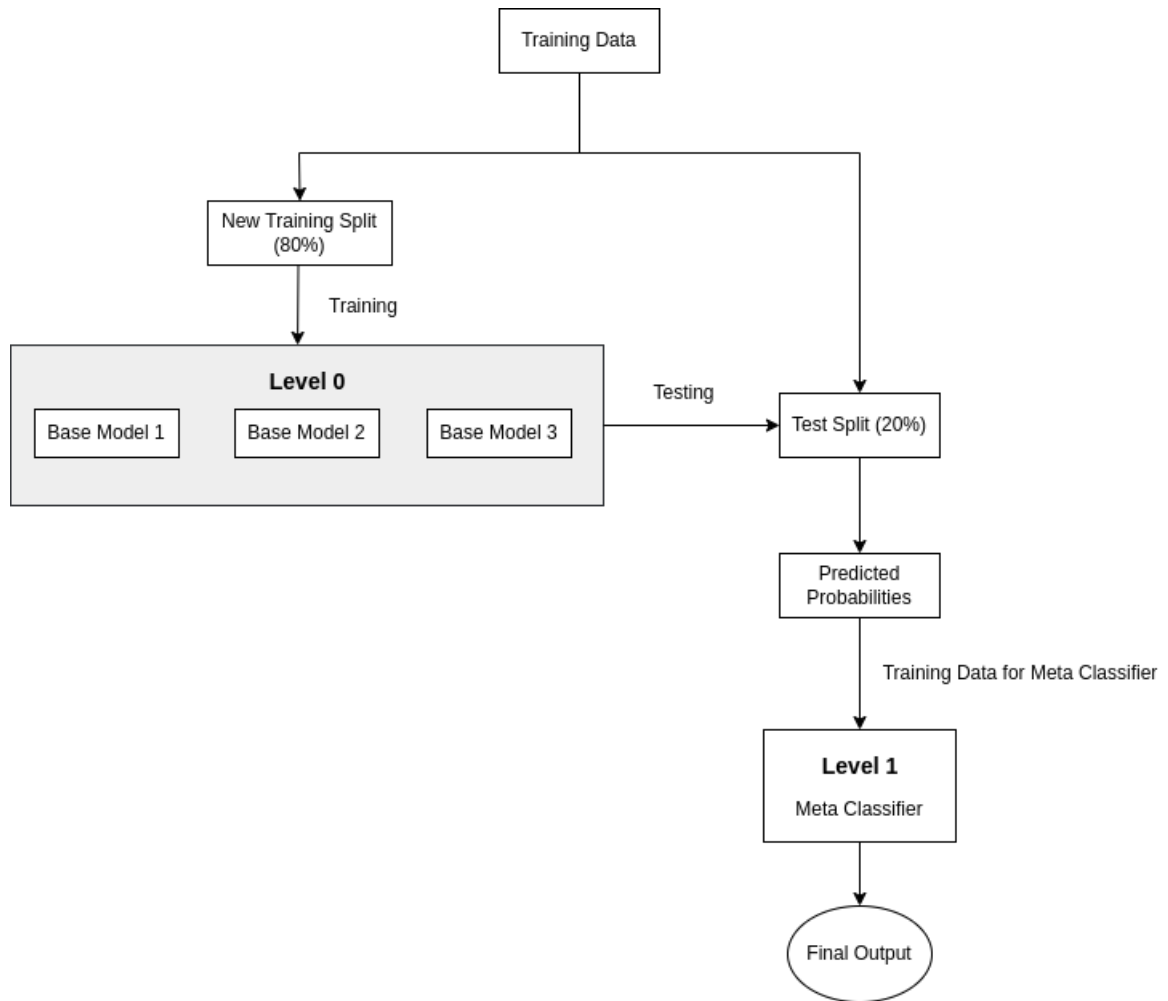 Training Data
New Training Split
(80%)
Training
Level 0
Base Model 1
Base Model 2
Base Model 3
Testing
Test Split (20%)
Predicted
Probabilities
Training Data for Meta Classifier
Level 1
Meta Classifier
Final Output